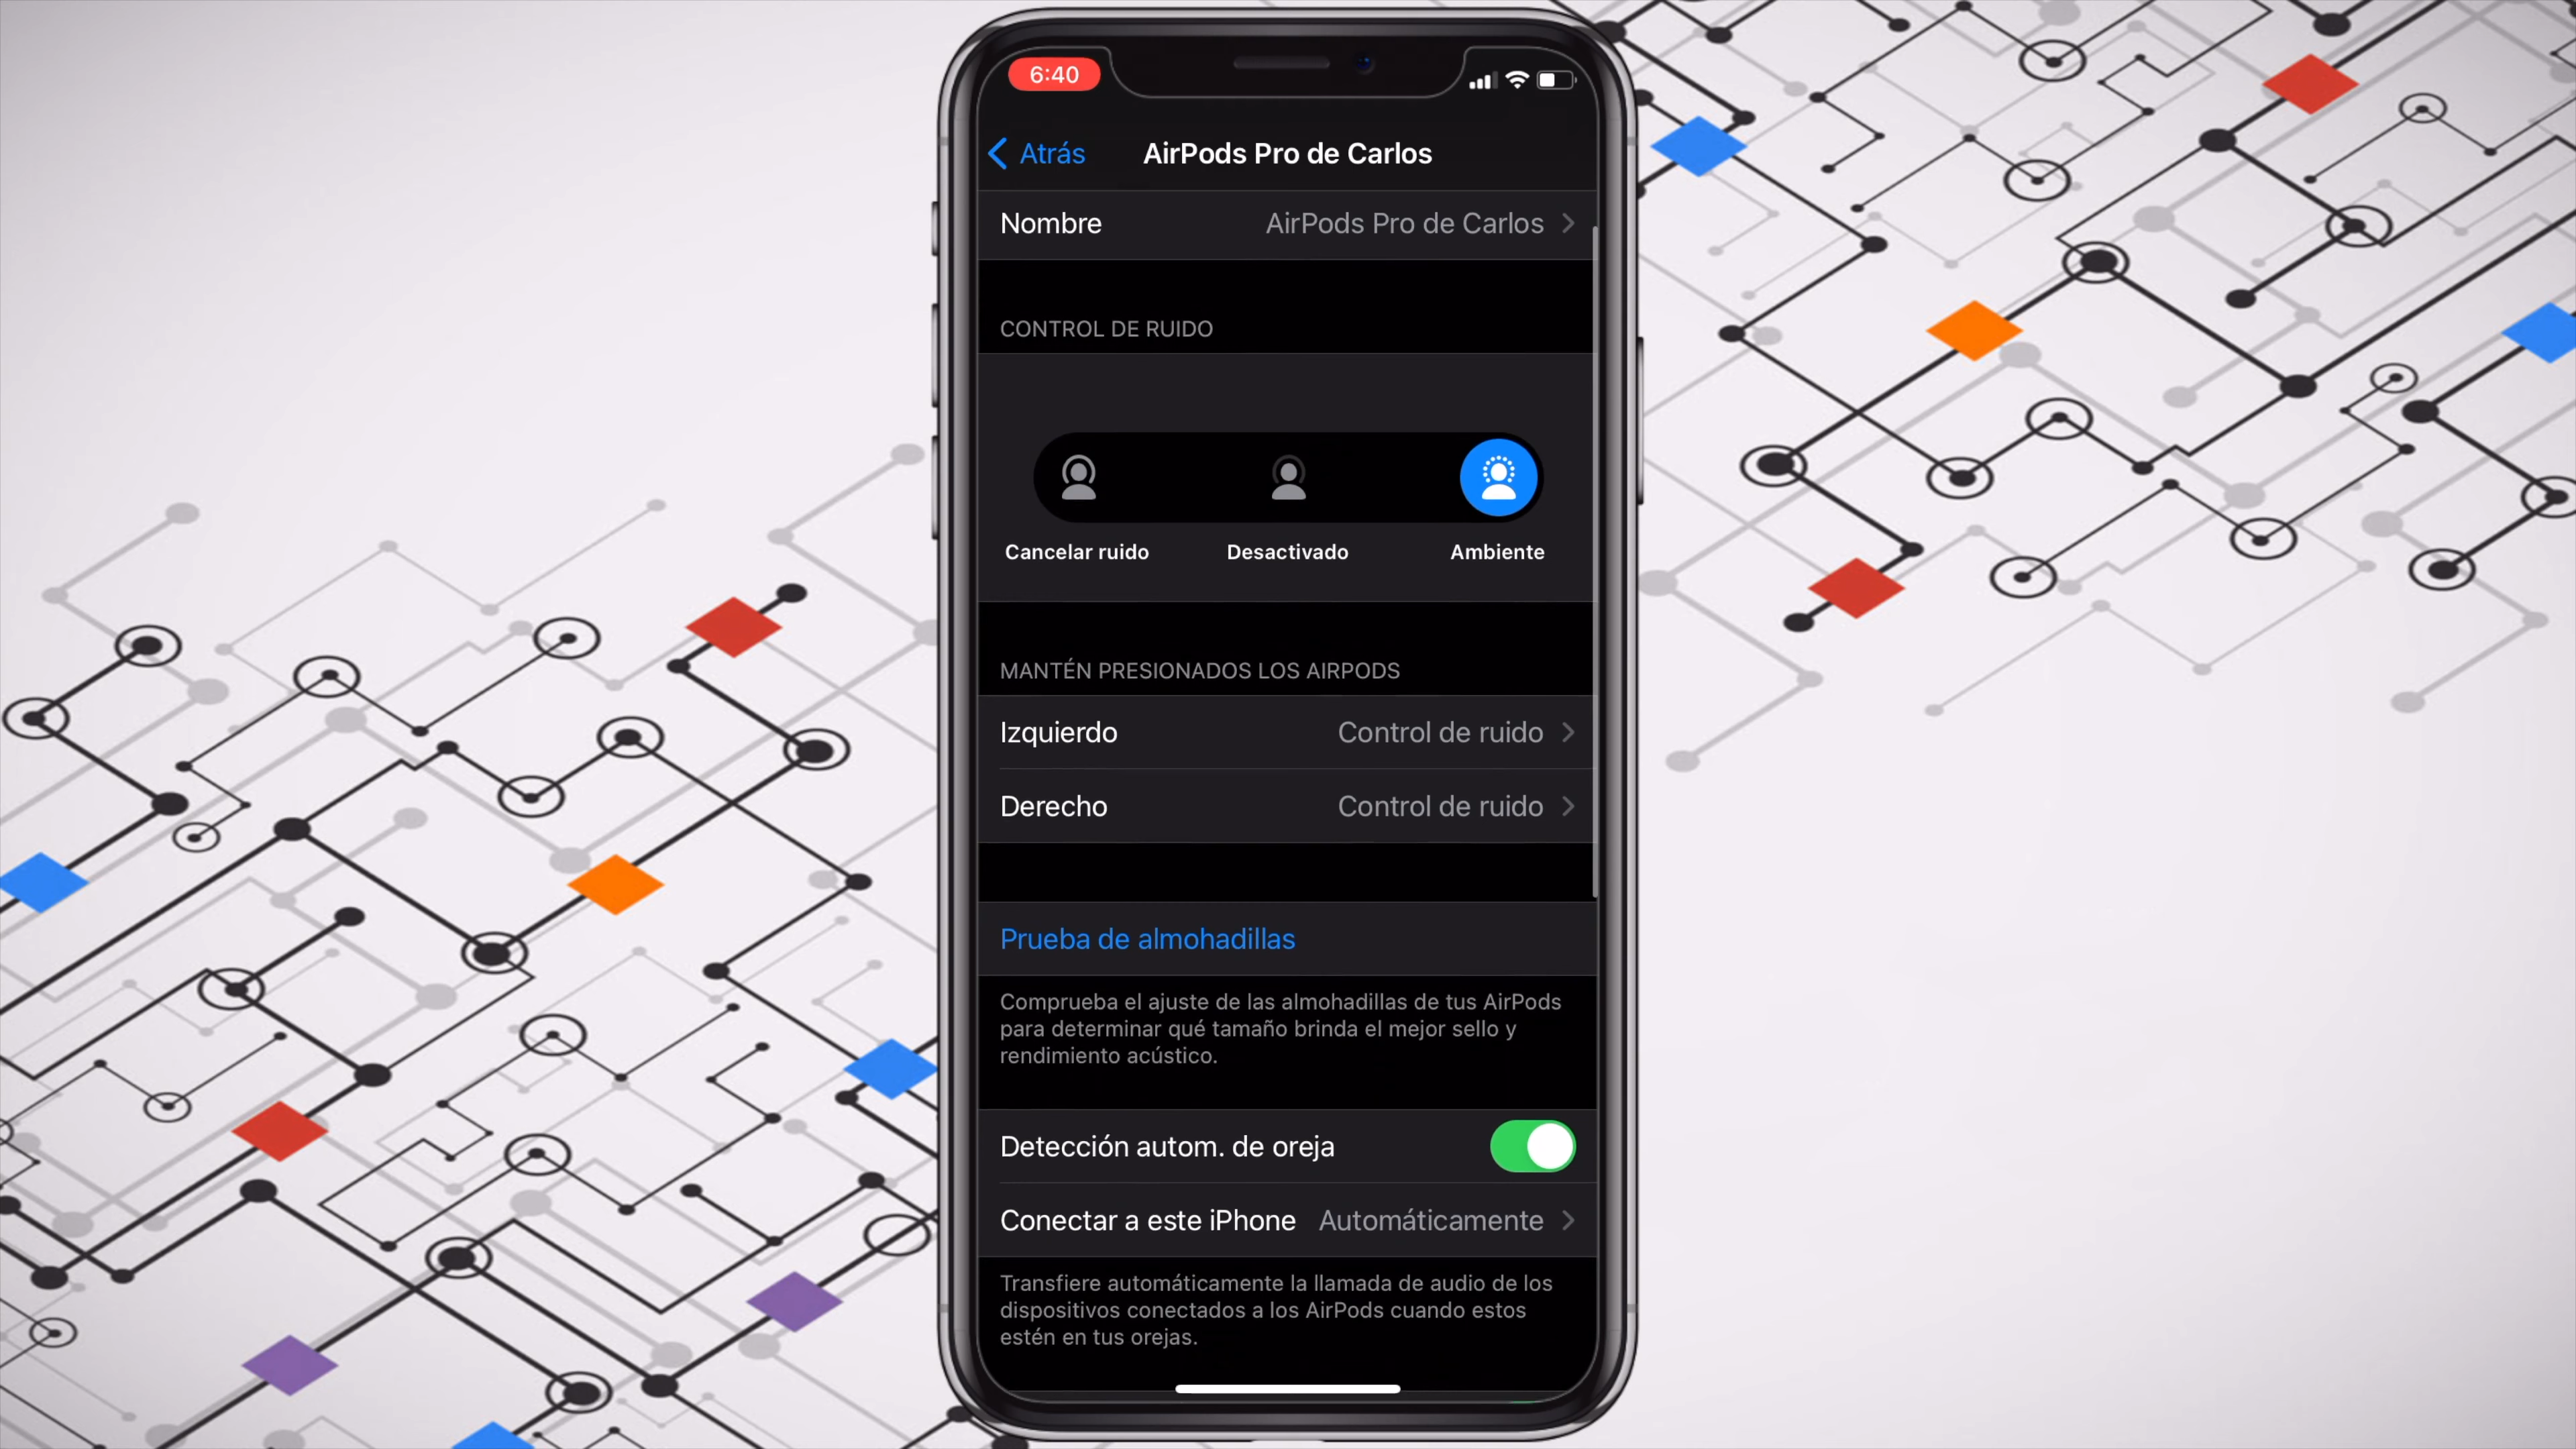 6:40
Atrás
AirPods Pro de Carlos
Nombre
AirPods Pro de Carlos
CONTROL DE RUIDO
Cancelar ruido
Desactivado
Ambiente
MANTÉN PRESIONADOS LOS AIRPODS
Izquierdo
Control de ruido
Derecho
Control de ruido
Prueba de almohadillas
Comprueba el ajuste de las almohadillas de tus AirPods
para determinar qué tamaño brinda el mejor sello y
rendimiento acústico.
Detección autom. de oreja
Conectar a este iPhone
Automáticamente
Transfiere automáticamente la llamada de audio de los
dispositivos conectados a los AirPods cuando estos
estén en tus orejas.